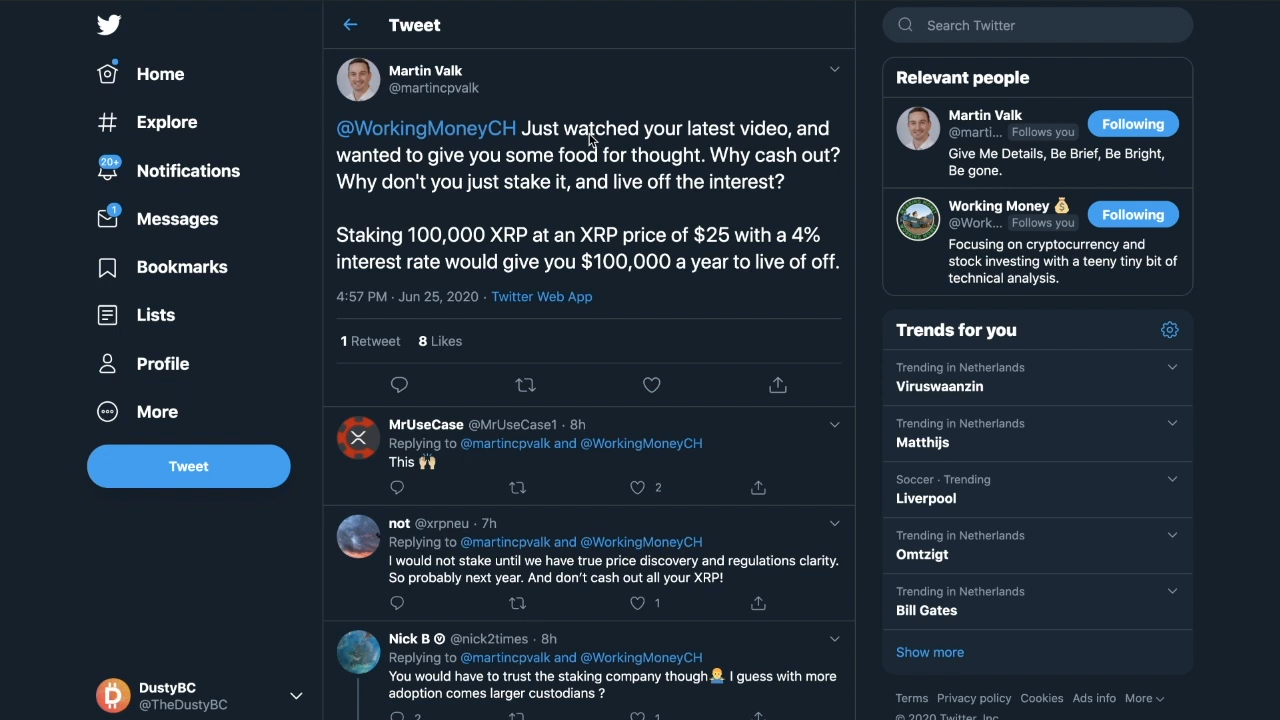 Home
Explore
20+
Notifications
1
Messages
Bookmarks
Lists
Profile
More
Tweet
DustyBC
@TheDustyBC
Tweet
Martin Valk
@martincpvalk
@WorkingMoneyCH Just watched your latest video, and
wanted to give you some food for thought. Why cash out?
Why don't you just stake it, and live off the interest?
Staking 100,000 XRP at an XRP price of $25 with a 4%
interest rate would give you $100,000 a year to live of off.
4:57 PM · Jun 25, 2020 · Twitter Web App
1 Retweet 8 Likes
MrUseCase @MrUseCase1 · 8h
Replying to @martincpvalk and @WorkingMoneyCH
This 🙌🏼
2
not @xrpneu · 7h
Replying to @martincpvalk and @WorkingMoneyCH
I would not stake until we have true price discovery and regulations clarity.
So probably next year. And don't cash out all your XRP!
1
Nick B @nick2times · 8h
Replying to @martincpvalk and @WorkingMoneyCH
You would have to trust the staking company though I guess with more
adoption comes larger custodians ?
2 1
Search Twitter
Relevant people
Martin Valk
@marti... Follows you
Following
Give Me Details, Be Brief, Be Bright,
Be gone.
Working Money 💰
@Work... Follows you
Following
Focusing on cryptocurrency and
stock investing with a teeny tiny bit of
technical analysis.
Trends for you
Trending in Netherlands
Viruswaanzin
Trending in Netherlands
Matthijs
Soccer · Trending
Liverpool
Trending in Netherlands
Omtzigt
Trending in Netherlands
Bill Gates
Show more
Terms Privacy policy Cookies Ads info More
© 2020 Twitter, Inc.